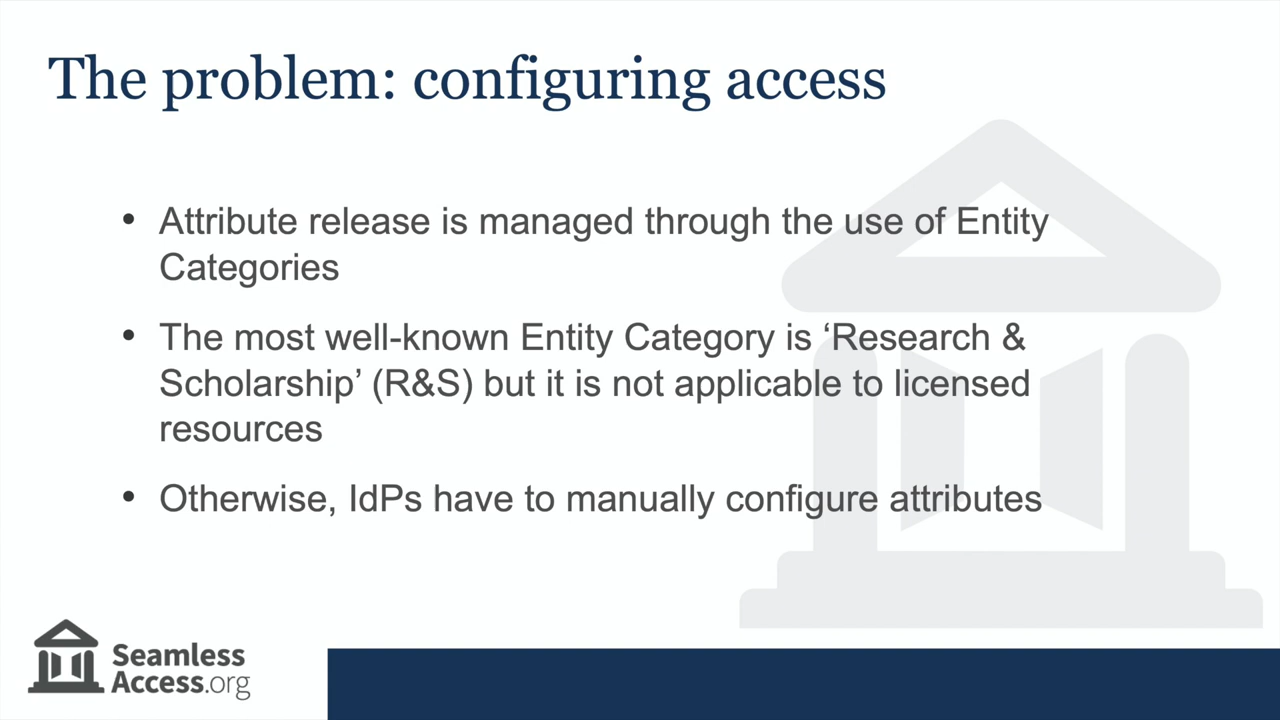 The problem: configuring access
• Attribute release is managed through the use of Entity
Categories
• The most well-known Entity Category is ‘Research &
Scholarship’ (R&S) but it is not applicable to licensed
resources
• Otherwise, IdPs have to manually configure attributes
Seamless
Access.org